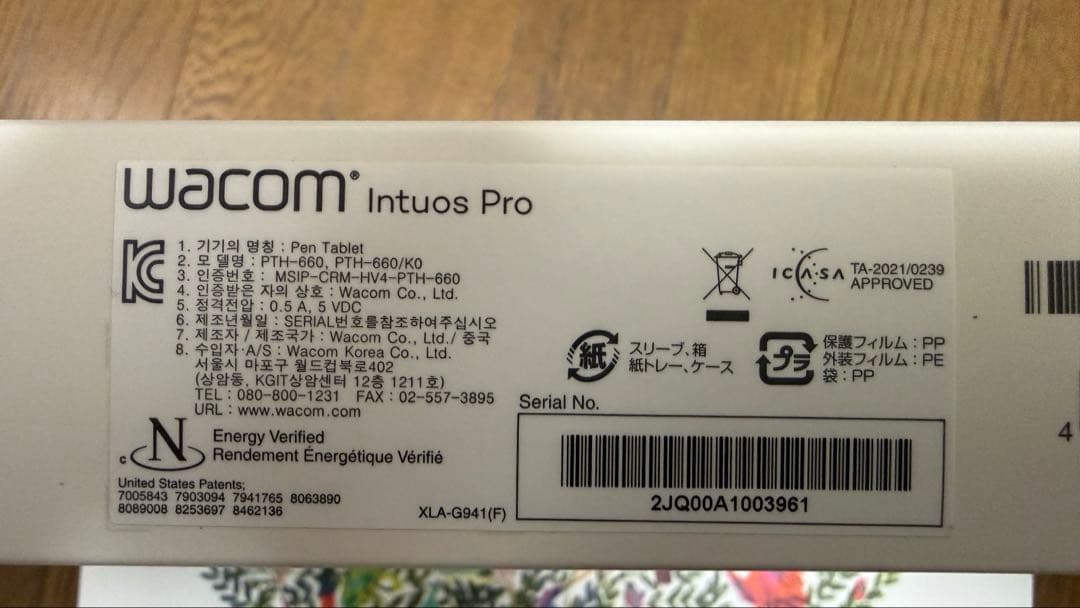 wacom® Intuos Pro
1. 기기의 명칭 : Pen Tablet
2. 모 델명 : PTH-660, PTH-660/K0
3. 인증번호 : MSIP-CRM-HV4-PTH-660
4. 인증받은 자의 상호 : Wacom Co., Ltd.
5. 정격전압 : 0.5 A, 5 VDC
6. 제조년월일 : SERIAL번호를참조하여주십시오
7. 제조자 / 제조국가 : Wacom Co., Ltd./ 중국
8. 수입자·A/S : Wacom Korea Co., Ltd.
서울시 마포구 월드컵북로402
(상암동, KGIT상암센터 12층 1211호)
TEL : 080-800-1231 FAX : 02-557-3895
URL : www.wacom.com
c N
Energy Verified
Rendement Énergétique Vérifié
United States Patents;
7005843 7903094 7941765 8063890
8089008 8253697 8462136
XLA-G941(F)
ICASA
TA-2021/0239
APPROVED
紙
スリーブ、箱
紙トレー、ケース
プラ
保護フィルム : PP
外装フィルム : PE
袋 : PP
Serial No.
2JQ00A1003961
4